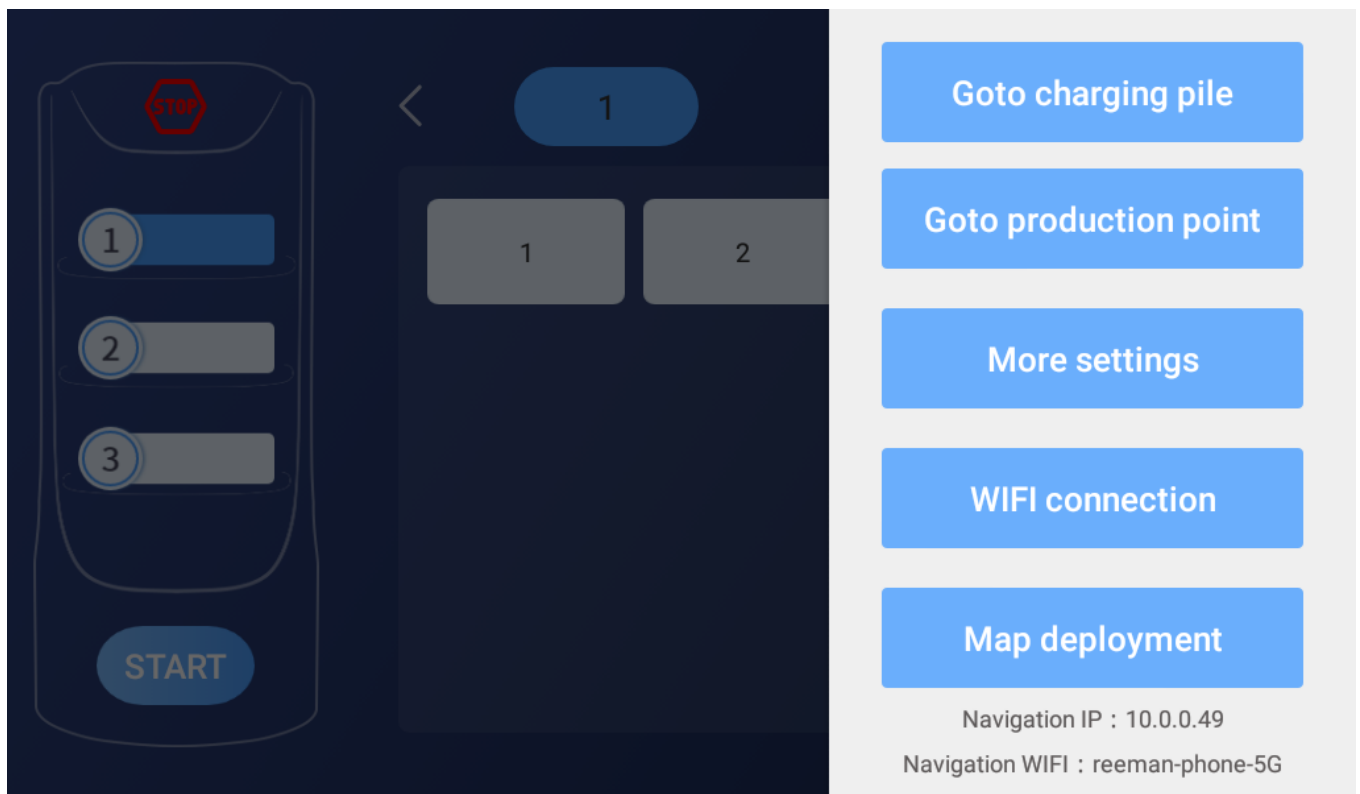 STOP
1
2
3
START
1
1
2
Goto charging pile
Goto production point
More settings
WIFI connection
Map deployment
Navigation IP：10.0.0.49
Navigation WIFI：reeman-phone-5G